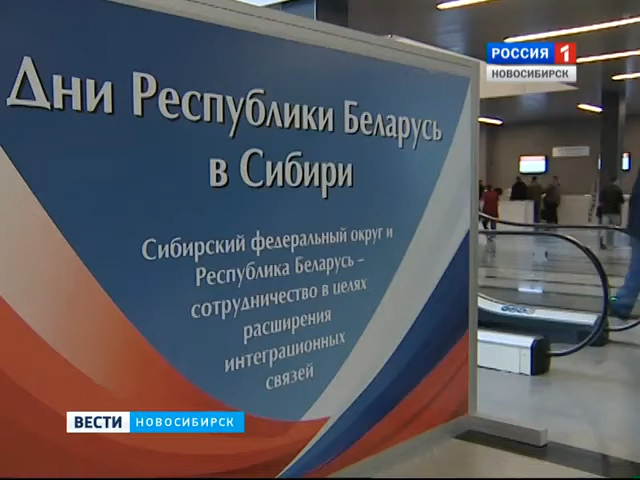 РОССИЯ 1
НОВОСИБИРСК
Дни Республики Беларусь
в Сибири
Сибирский федеральный округ и
Республика Беларусь –
сотрудничество в целях
расширения
интеграционных
связей
ВЕСТИ НОВОСИБИРСК